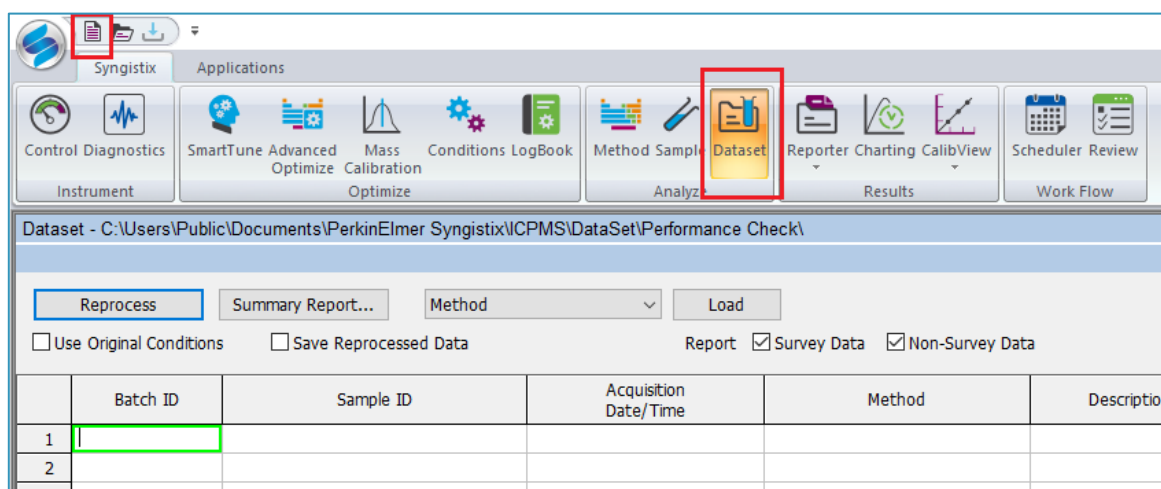 Syngistix Applications
Control Diagnostics SmartTune Advanced Optimize Mass Calibration Conditions LogBook Method Sample Dataset Reporter Charting CalibView Scheduler Review
Instrument Optimize Analyze Results Work Flow
Dataset - C:\Users\Public\Documents\PerkinElmer Syngistix\ICPMS\DataSet\Performance Check\
Reprocess Summary Report... Method Load
Use Original Conditions Save Reprocessed Data Report Survey Data Non-Survey Data
Batch ID Sample ID Acquisition Date/Time Method Descriptio
1
2